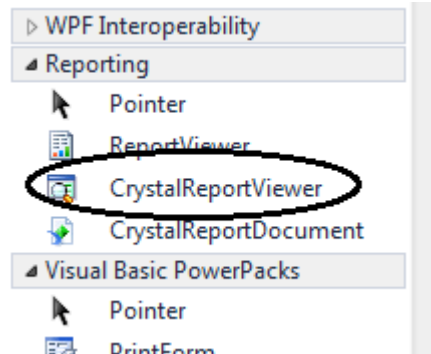 WPF Interoperability
Reporting
Pointer
ReportViewer
CrystalReportViewer
CrystalReportDocument
Visual Basic PowerPacks
Pointer
PrintForm